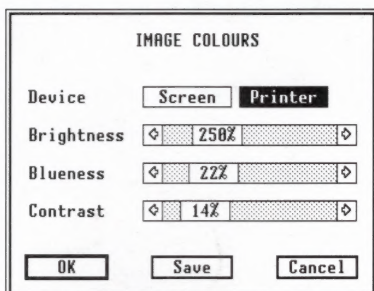 IMAGE COLOURS
Device Screen Printer
Brightness 250%
Blueness 22%
Contrast 14%
OK Save Cancel